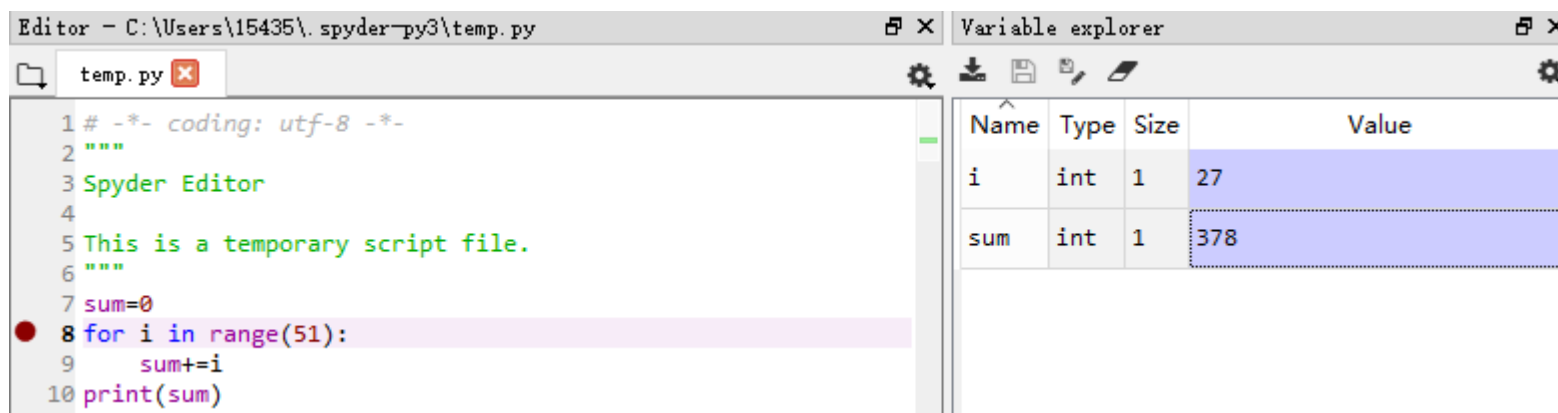 Editor - C:\Users\15435\.spyder-py3\temp.py
temp.py
1 # -*- coding: utf-8 -*-
2 """
3 Spyder Editor
4
5 This is a temporary script file.
6 """
7 sum=0
8 for i in range(51):
9     sum+=i
10 print(sum)
Variable explorer
Name Type Size Value
i int 1 27
sum int 1 378